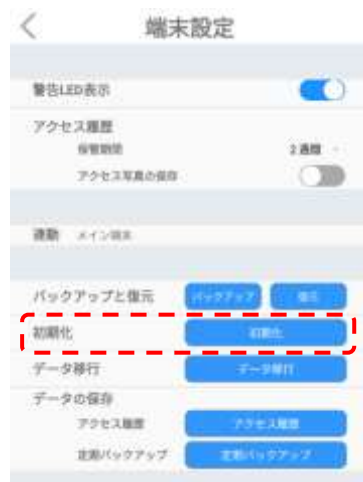 端末設定
警告LED表示
アクセス履歴
保管期間 2週間
アクセス写真の保存
連動 メイン端末
バックアップと復元 バックアップ 復元
初期化 初期化
データ移行 データ移行
データの保存
アクセス履歴 アクセス履歴
定期バックアップ 定期バックアップ